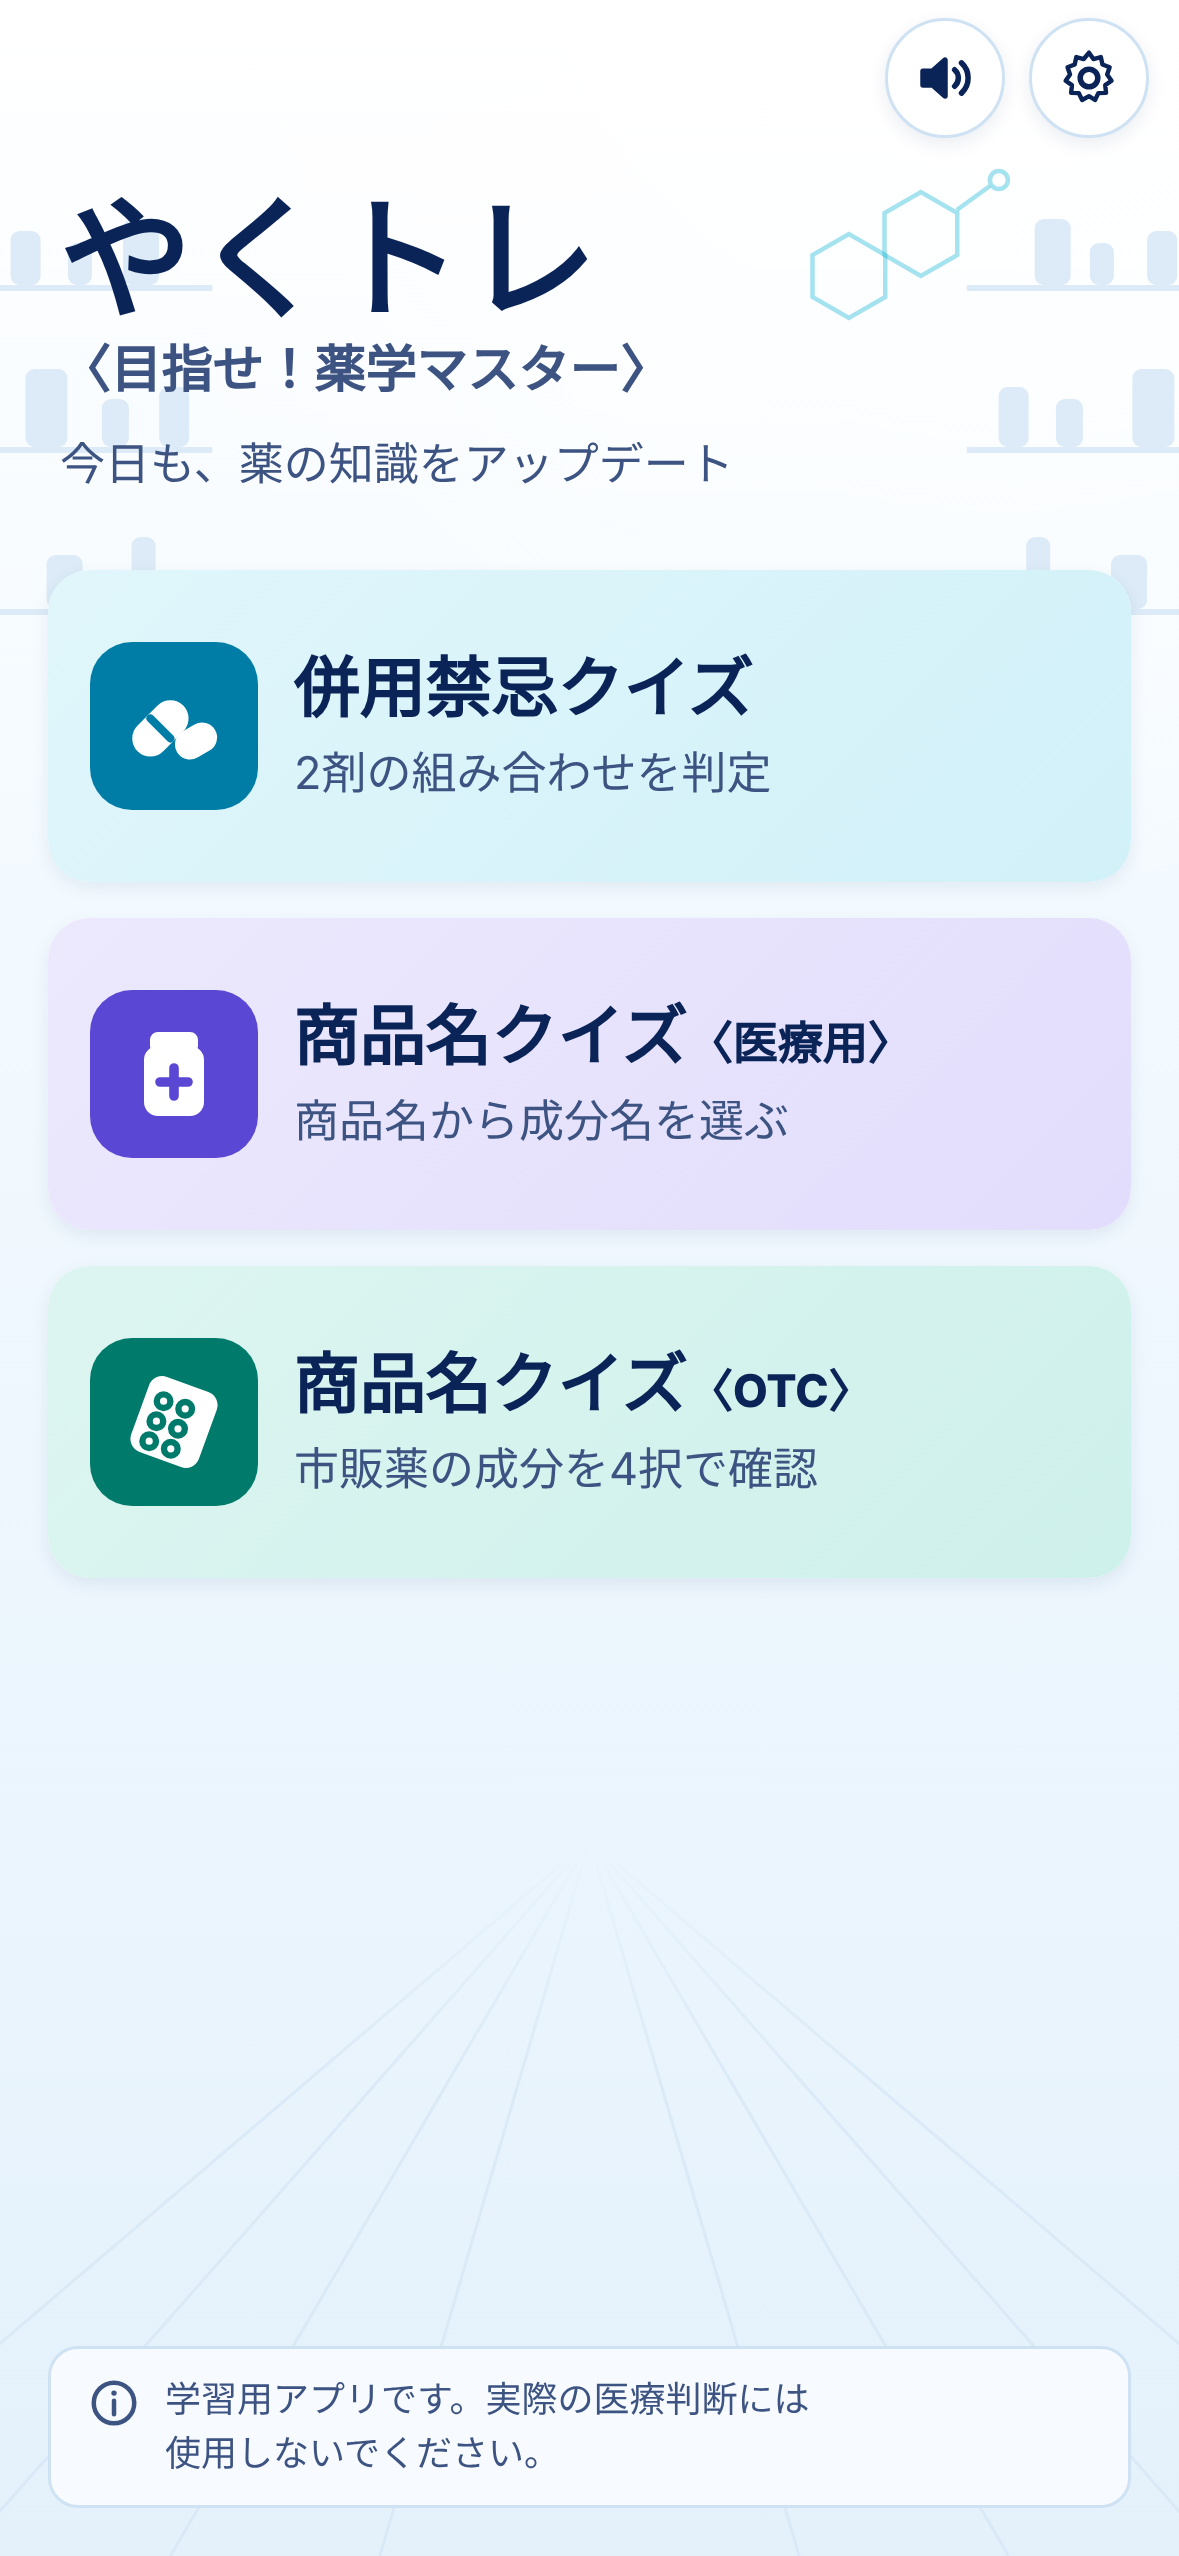 やくトレ
〈目指せ！薬学マスター〉
今日も、薬の知識をアップデート
併用禁忌クイズ
2剤の組み合わせを判定
商品名クイズ〈医療用〉
商品名から成分名を選ぶ
商品名クイズ〈OTC〉
市販薬の成分を4択で確認
学習用アプリです。実際の医療判断には
使用しないでください。